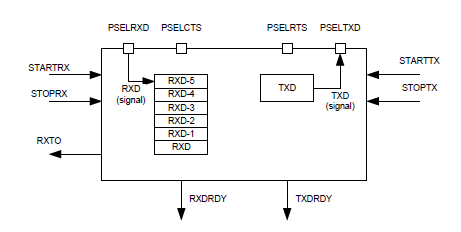 PSELRXD PSELCTS PSELRTS PSELTXD
STARTRX
STOPRX
RXTO
RXD
(signal)
RXD-5
RXD-4
RXD-3
RXD-2
RXD-1
RXD
TXD
TXD
(signal)
STARTTX
STOPTX
RXDRDY
TXDRDY